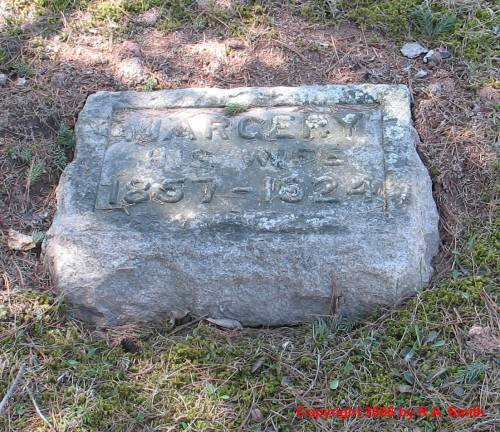 MARGERY
HIS WIFE
1857-1924
Copyright 2006 by R.A. Smith